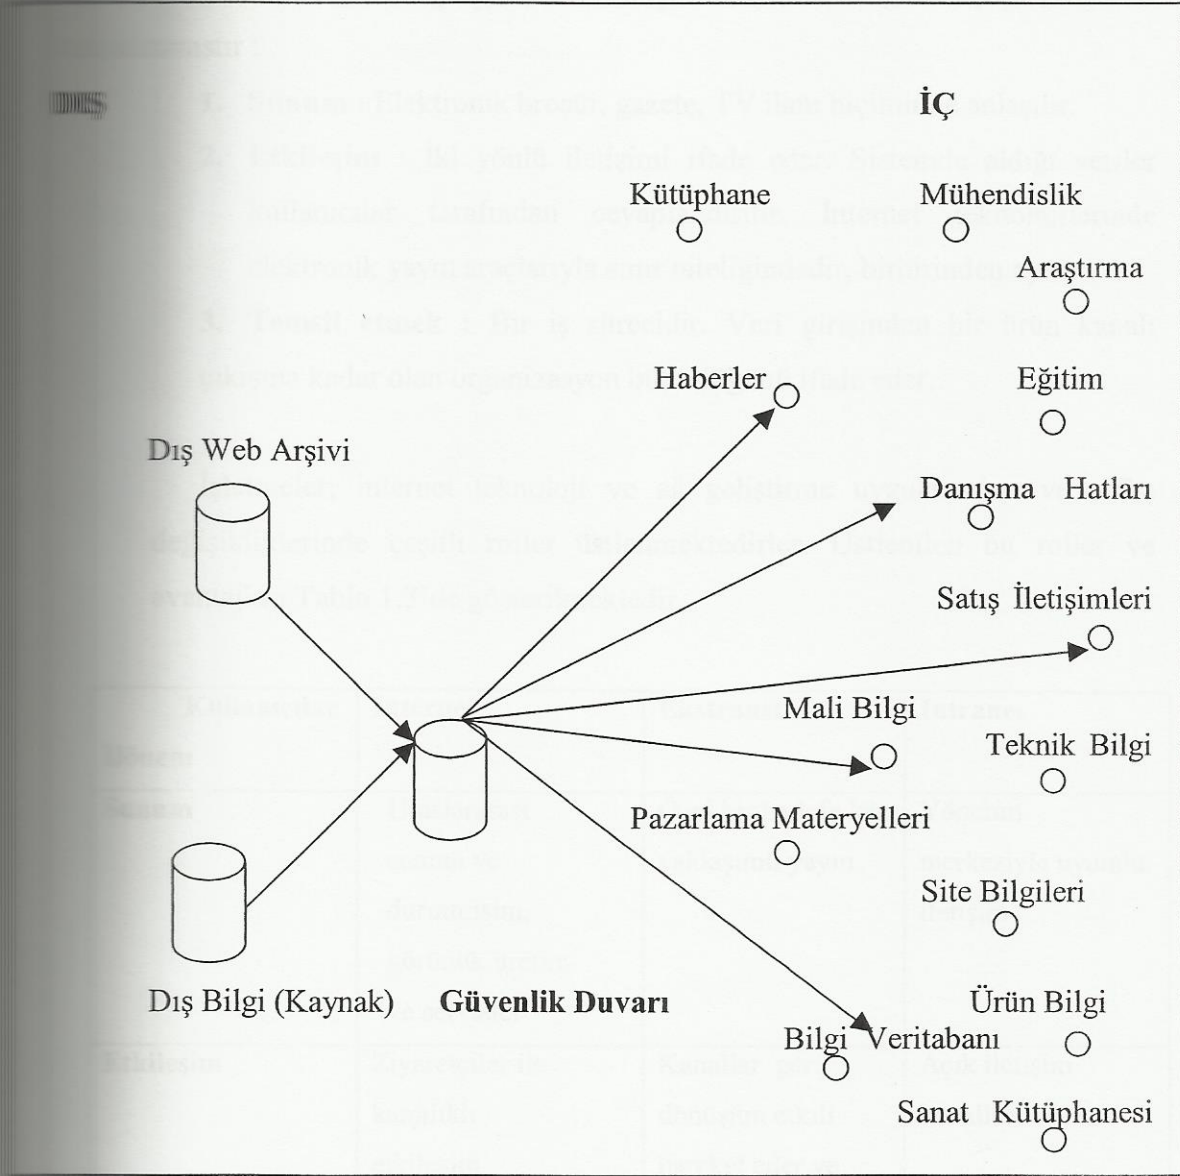 DIŞ
İÇ
Kütüphane
Mühendislik
Araştırma
Haberler
Eğitim
Dış Web Arşivi
Danışma Hatları
Satış İletişimleri
Mali Bilgi
Teknik Bilgi
Pazarlama Materyelleri
Site Bilgileri
Dış Bilgi (Kaynak)
Güvenlik Duvarı
Ürün Bilgi
Bilgi Veritabanı
Sanat Kütüphanesi